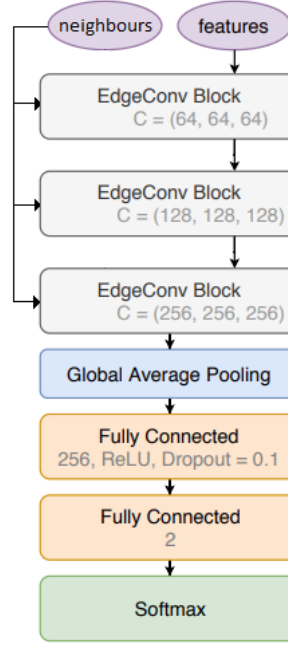 neighbours
features
EdgeConv Block
C = (64, 64, 64)
EdgeConv Block
C = (128, 128, 128)
EdgeConv Block
C = (256, 256, 256)
Global Average Pooling
Fully Connected
256, ReLU, Dropout = 0.1
Fully Connected
2
Softmax